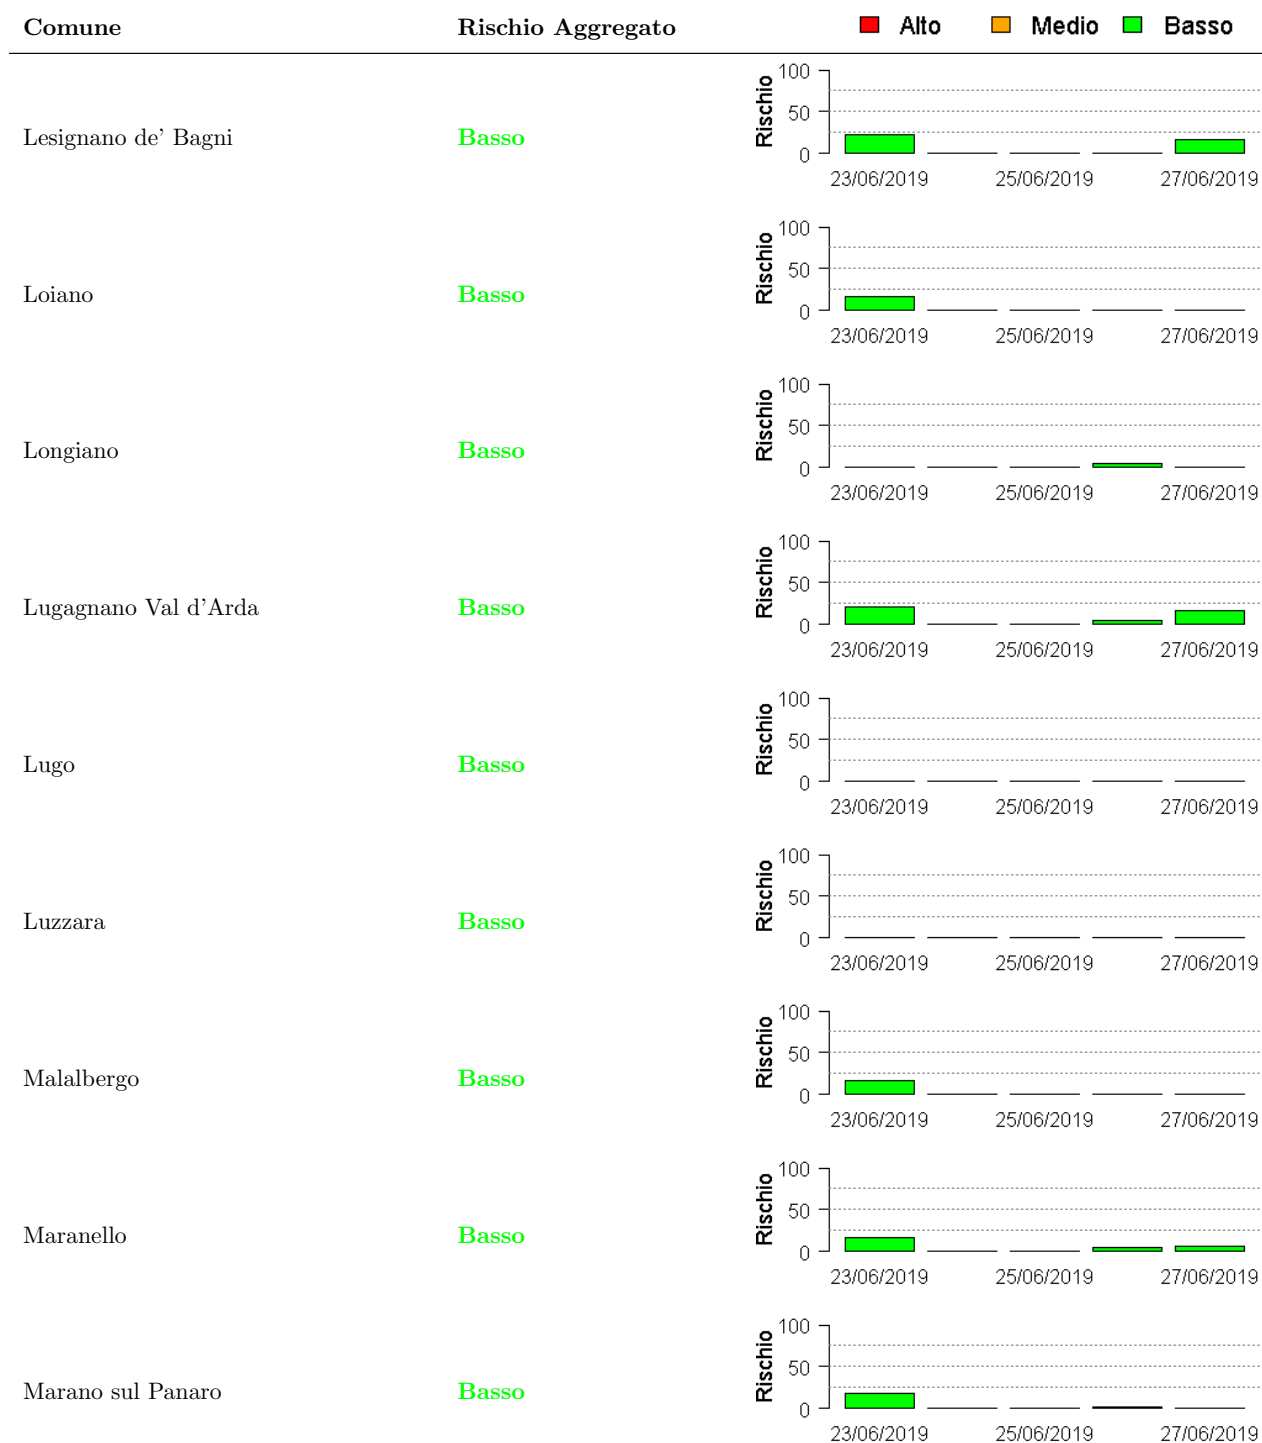 Comune Rischio Aggregato Alto Medio Basso
Lesignano de' Bagni Basso Rischio 100 50 0
23/06/2019 25/06/2019 27/06/2019
Loiano Basso Rischio 100 50 0
23/06/2019 25/06/2019 27/06/2019
Longiano Basso Rischio 100 50 0
23/06/2019 25/06/2019 27/06/2019
Lugagnano Val d'Arda Basso Rischio 100 50 0
23/06/2019 25/06/2019 27/06/2019
Lugo Basso Rischio 100 50 0
23/06/2019 25/06/2019 27/06/2019
Luzzara Basso Rischio 100 50 0
23/06/2019 25/06/2019 27/06/2019
Malalbergo Basso Rischio 100 50 0
23/06/2019 25/06/2019 27/06/2019
Maranello Basso Rischio 100 50 0
23/06/2019 25/06/2019 27/06/2019
Marano sul Panaro Basso Rischio 100 50 0
23/06/2019 25/06/2019 27/06/2019